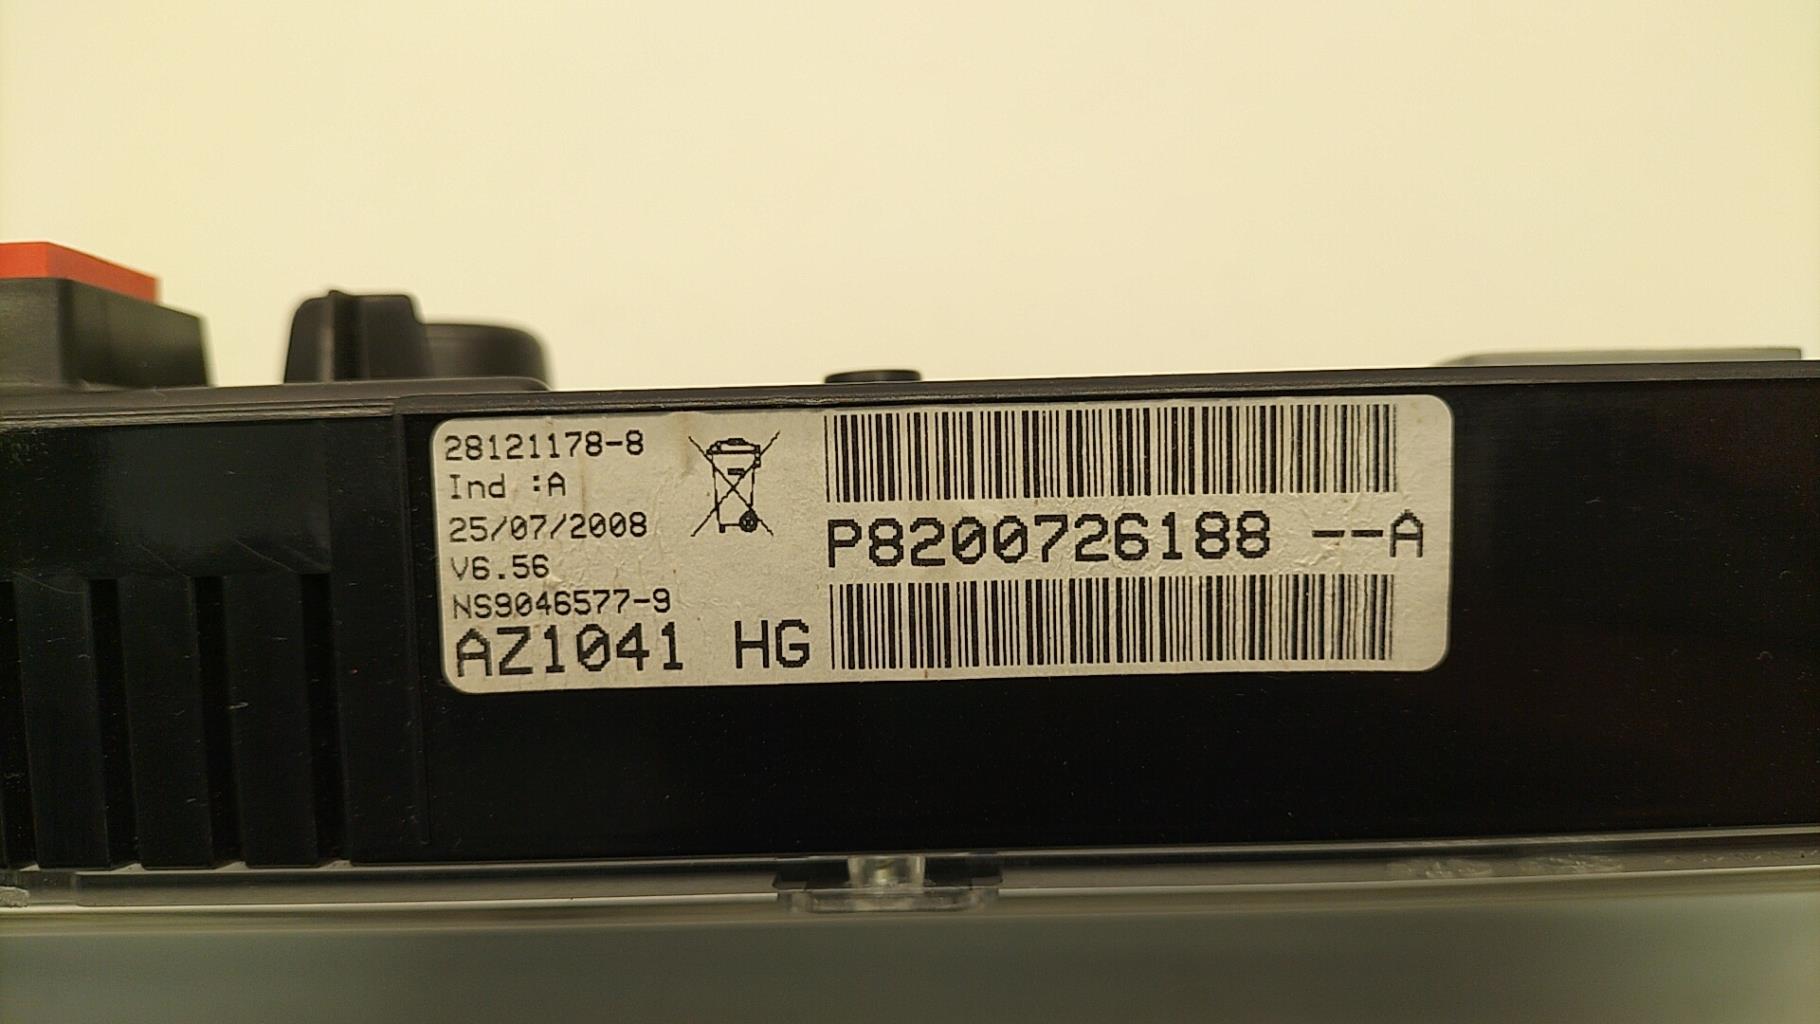 28121178-8
Ind :A
25/07/2008
V6.56
NS9046577-9
AZ1041 HG
P8200726188 --A